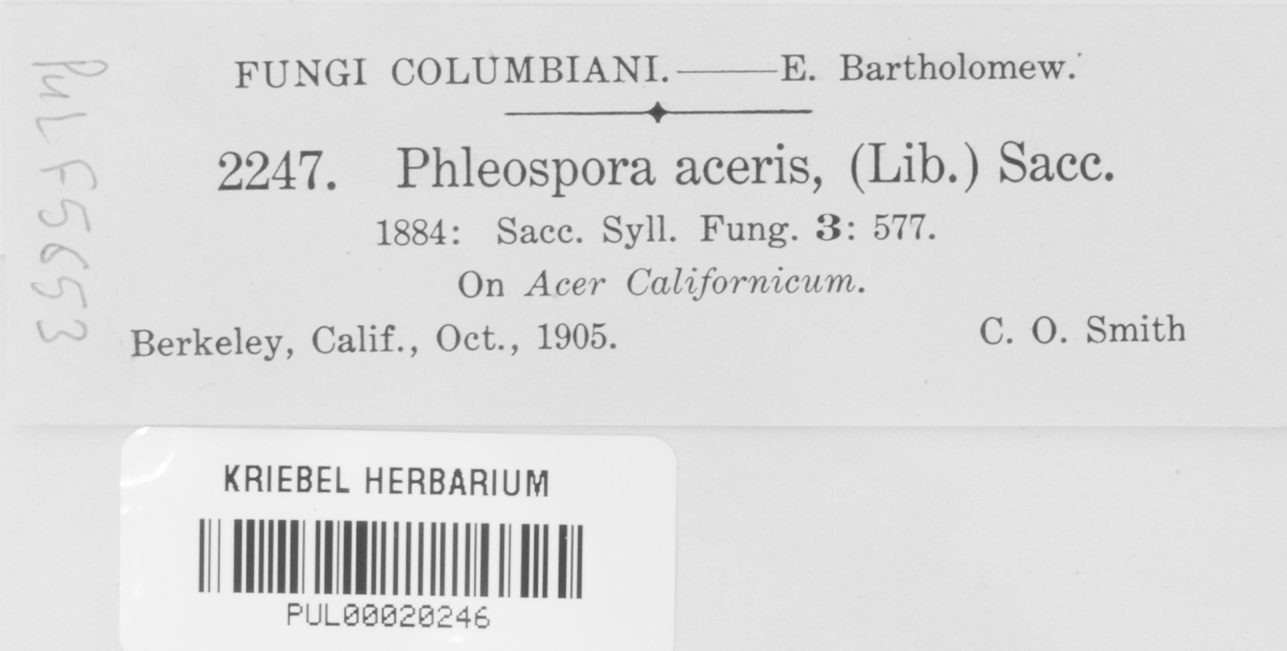 FUNGI COLUMBIANI.——E. Bartholomew.
2247. Phleospora aceris, (Lib.) Sacc.
1884: Sacc. Syll. Fung. 3: 577.
On Acer Californicum.
Berkeley, Calif., Oct., 1905. C. O. Smith
PUL F5653
KRIEBEL HERBARIUM
PUL00020246